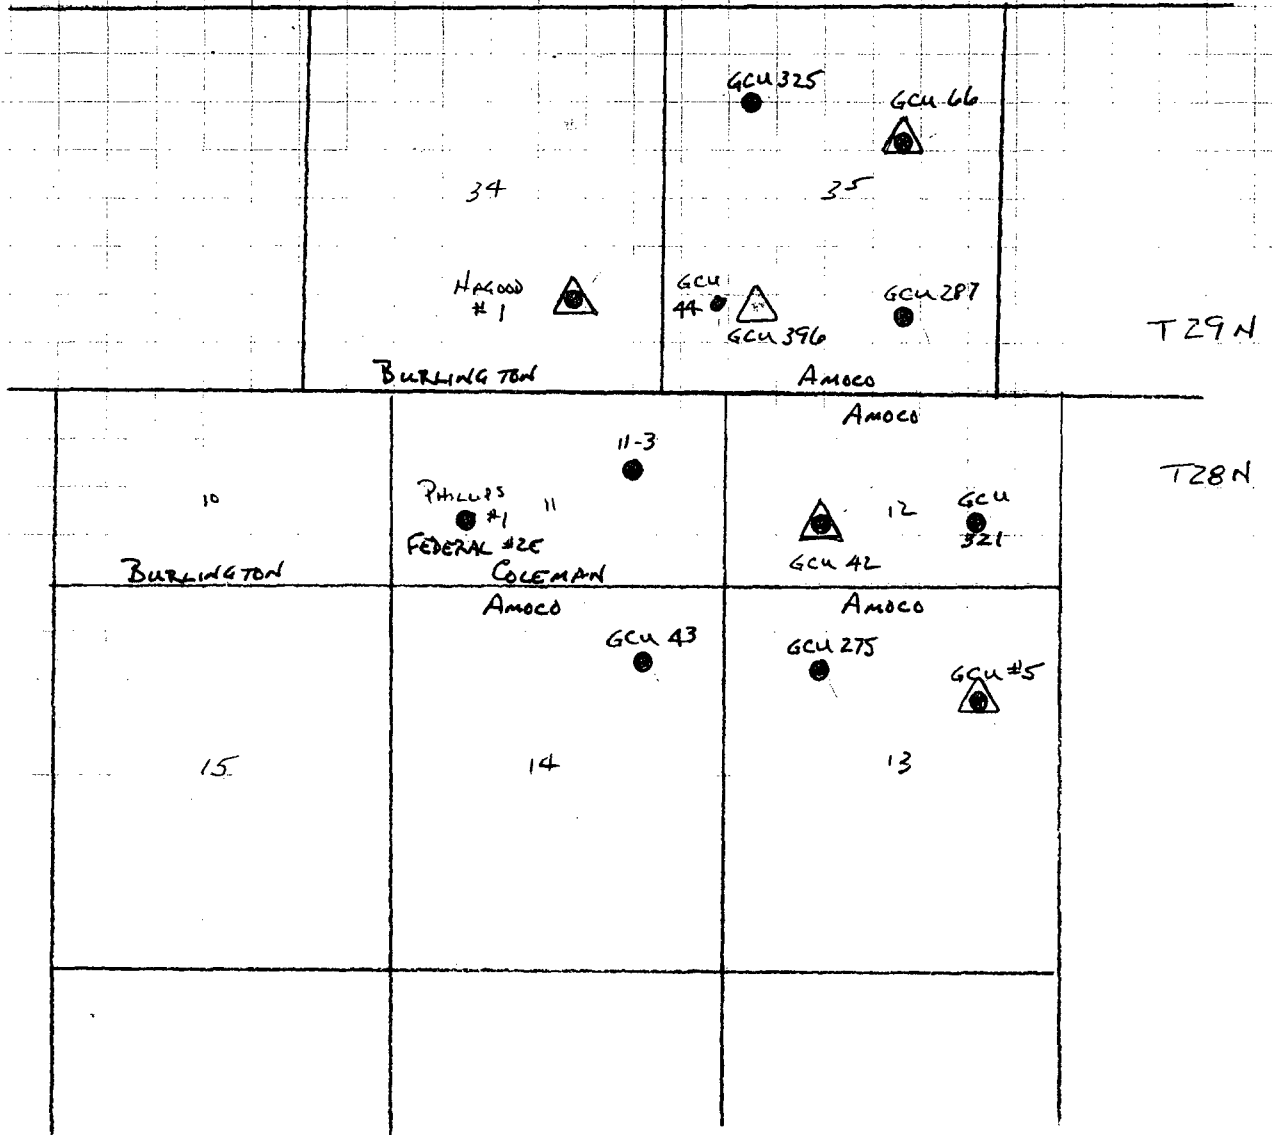 GCU 325
GCU 66
34
35
HAGOOD
# 1
GCU
44
GCU 396
GCU 287
T29N
BURLINGTON
AMOCO
AMOCO
11-3
T28N
10
PHILLIPS
#1
11
FEDERAL #2E
12
GCU
321
GCU 42
BURLINGTON
COLEMAN
AMOCO
AMOCO
GCU 43
GCU 275
GCU #5
15
14
13